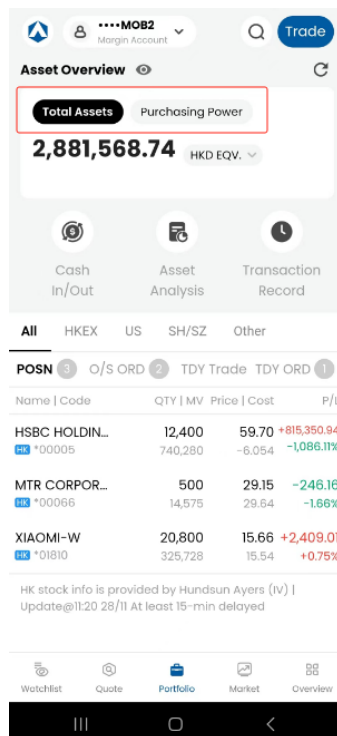 ••••MOB2
Margin Account
Trade
Asset Overview
Total Assets
Purchasing Power
2,881,568.74 HKD EQV.
Cash In/Out
Asset Analysis
Transaction Record
All HKEX US SH/SZ Other
POSN 3 O/S ORD 2 TDY Trade TDY ORD 1
Name | Code QTY | MV Price | Cost P/L
HSBC HOLDIN... 12,400 59.70 +815,350.94
HK *00005 740,280 -6.054 -1,086.11%
MTR CORPOR... 500 29.15 -246.16
HK *00066 14,575 29.64 -1.66%
XIAOMI-W 20,800 15.66 +2,409.01
HK *01810 325,728 15.54 +0.75%
HK stock info is provided by Hundsun Ayers (IV) |
Update@11:20 28/11 At least 15-min delayed
Watchlist Quote Portfolio Market Overview